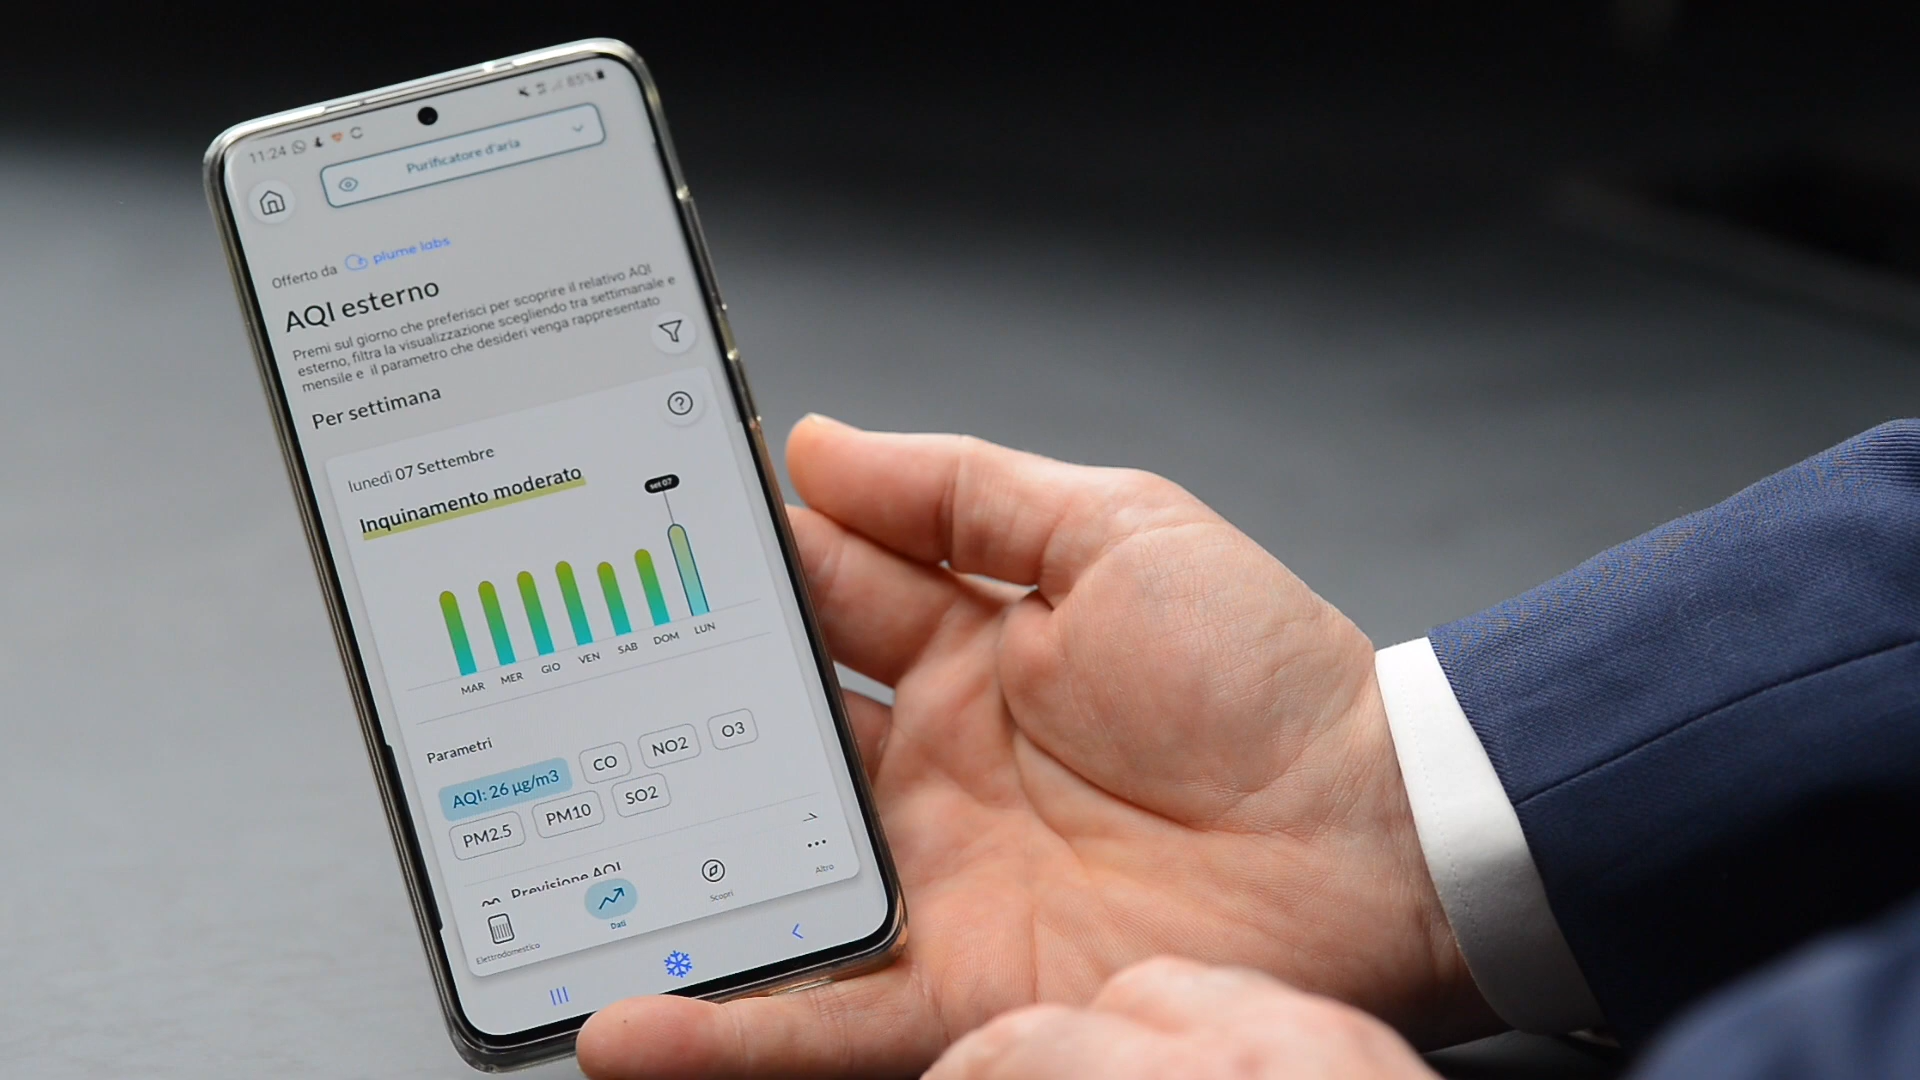 11:24
85%
Purificatore d'aria
Offerto da plume labs
AQI esterno
Premi sul giorno che preferisci per scoprire il relativo AQI
esterno, filtra la visualizzazione scegliendo tra settimanale e
mensile e il parametro che desideri venga rappresentato
Per settimana
lunedì 07 Settembre
Inquinamento moderato
set 07
MAR MER GIO VEN SAB DOM LUN
Parametri
AQI: 26 µg/m3 CO NO2 O3
PM2.5 PM10 SO2
Previsione AQI
Elettrodomestico Dati Scopri Altro